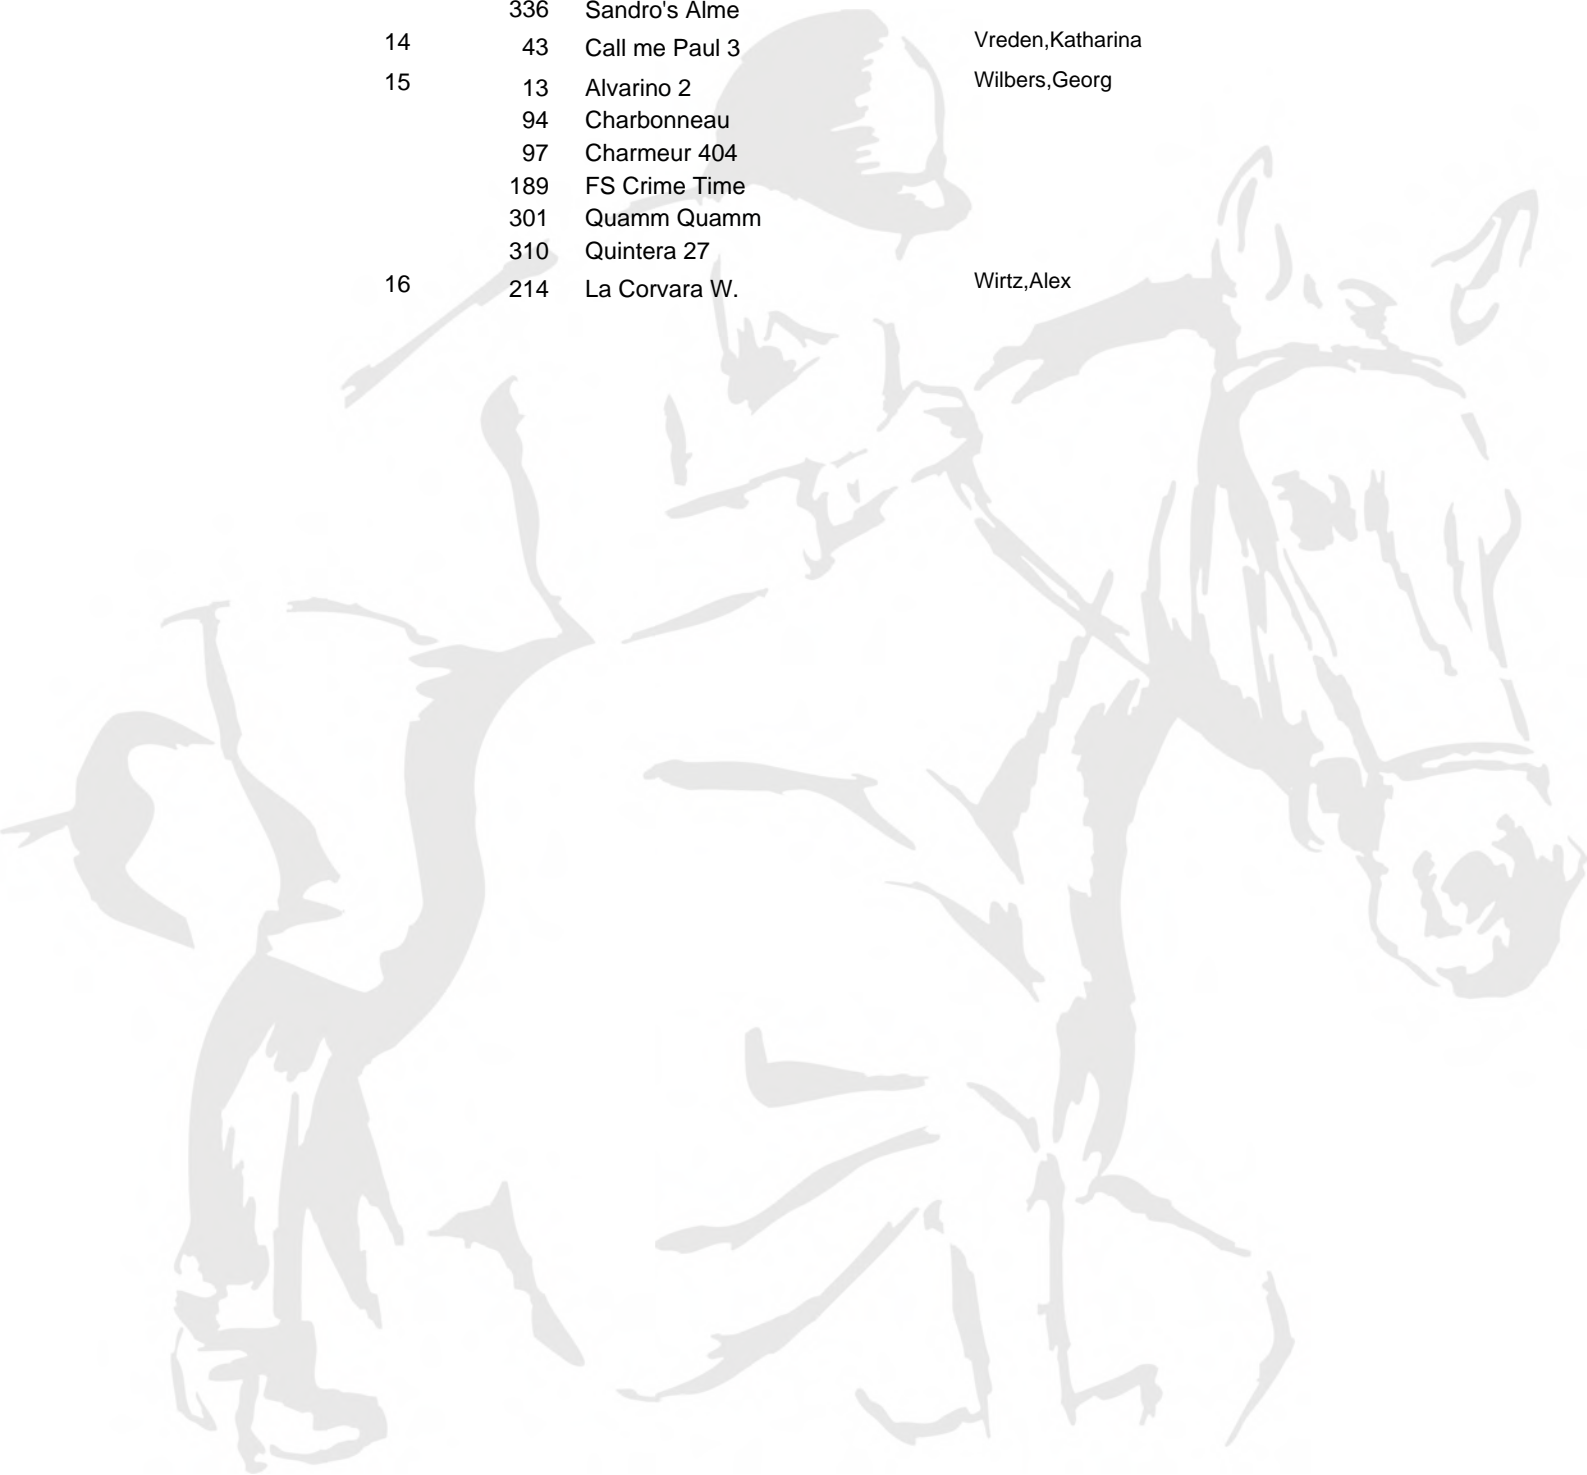 336 Sandro's Alme
14 43 Call me Paul 3 Vreden,Katharina
15 13 Alvarino 2 Wilbers,Georg
94 Charbonneau
97 Charmeur 404
189 FS Crime Time
301 Quamm Quamm
310 Quintera 27
16 214 La Corvara W. Wirtz,Alex